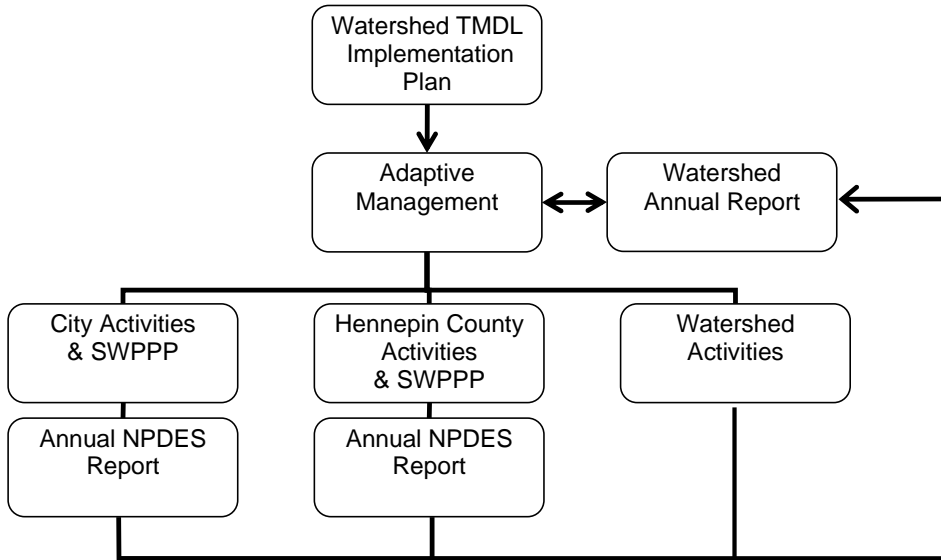 Watershed TMDL
Implementation
Plan
Adaptive
Management
Watershed
Annual Report
City Activities
& SWPPP
Hennepin County
Activities
& SWPPP
Watershed
Activities
Annual NPDES
Report
Annual NPDES
Report